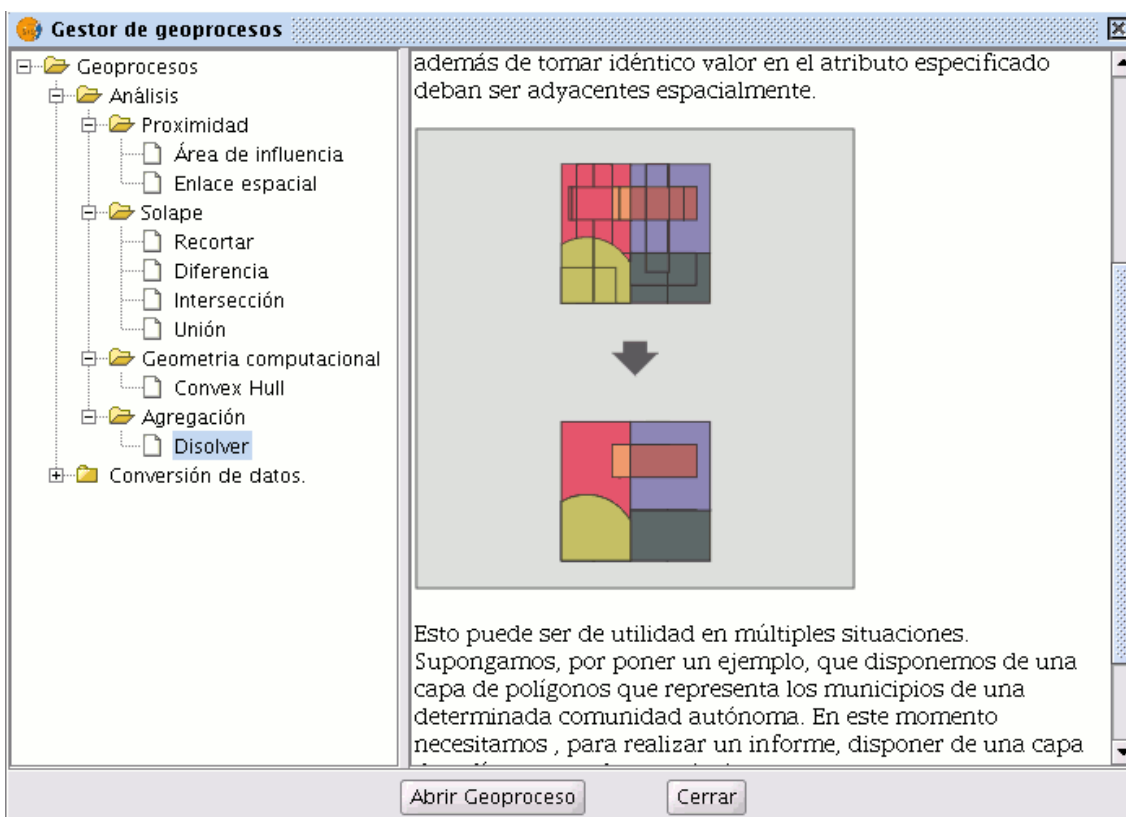 Gestor de geoprocesos
Geoprocesos
Análisis
Proximidad
Área de influencia
Enlace espacial
Solape
Recortar
Diferencia
Intersección
Unión
Geometria computacional
Convex Hull
Agregación
Disolver
Conversión de datos.
además de tomar idéntico valor en el atributo especificado
deban ser adyacentes espacialmente.
Esto puede ser de utilidad en múltiples situaciones.
Supongamos, por poner un ejemplo, que disponemos de una
capa de polígonos que representa los municipios de una
determinada comunidad autónoma. En este momento
necesitamos , para realizar un informe, disponer de una capa
Abrir Geoproceso
Cerrar